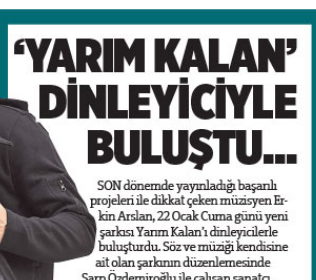 ‘YARIM KALAN’
DİNLEYİCİYLE
BULUŞTU...
SON dönemde yayınladığı başarılı
projeleri ile dikkat çeken müzisyen Er-
kin Arslan, 22 Ocak Cuma günü yeni
şarkısı Yarım Kalan’ı dinleyicilerle
buluşturdu. Söz ve müziği kendisine
ait olan şarkının düzenlemesinde
Sarp Özdemiroğlu ile çalışan sanatçı